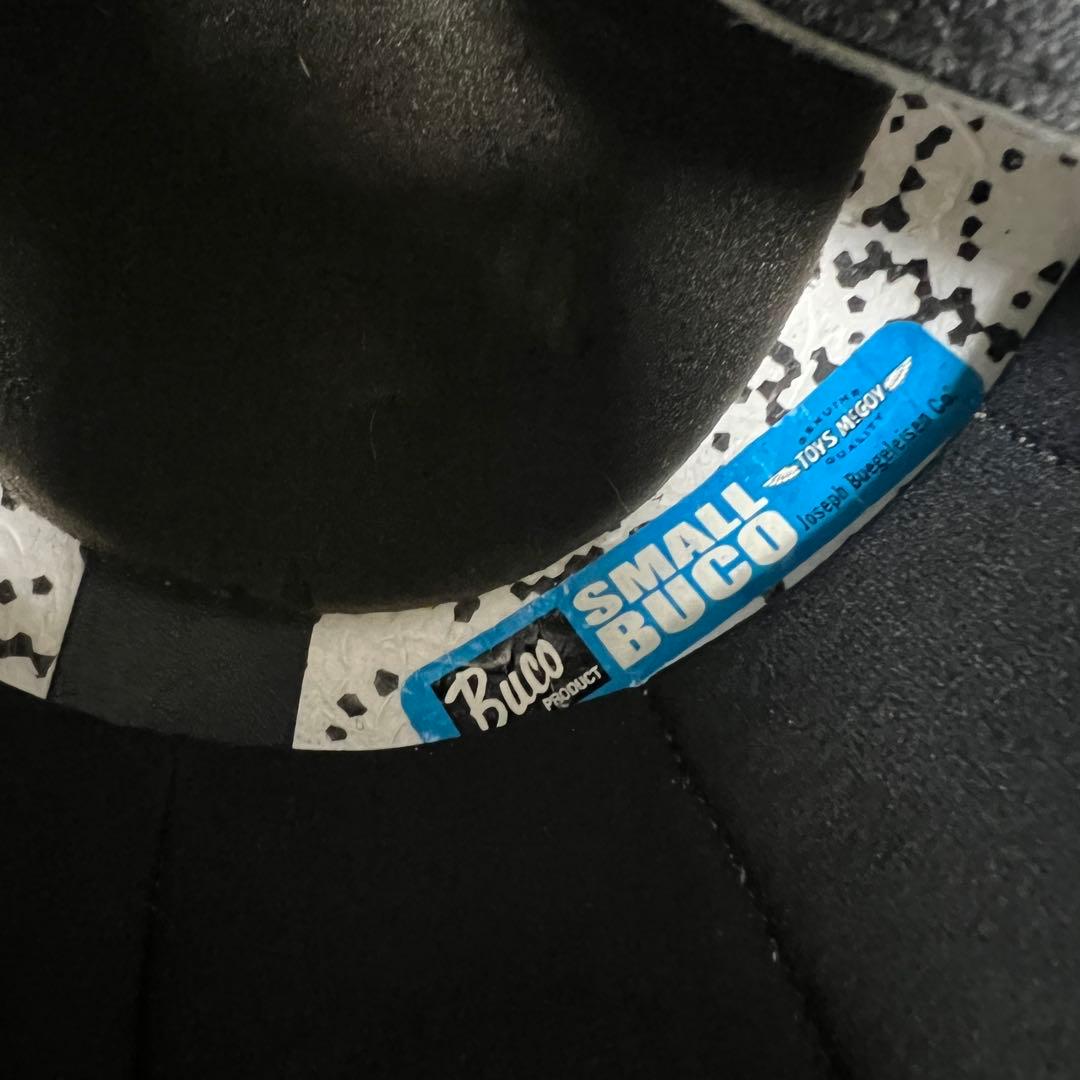 Buco
PRODUCT
SMALL
BUCO
GENUINE
TOYS McCOY
QUALITY
Joseph Buegeleisen Co.